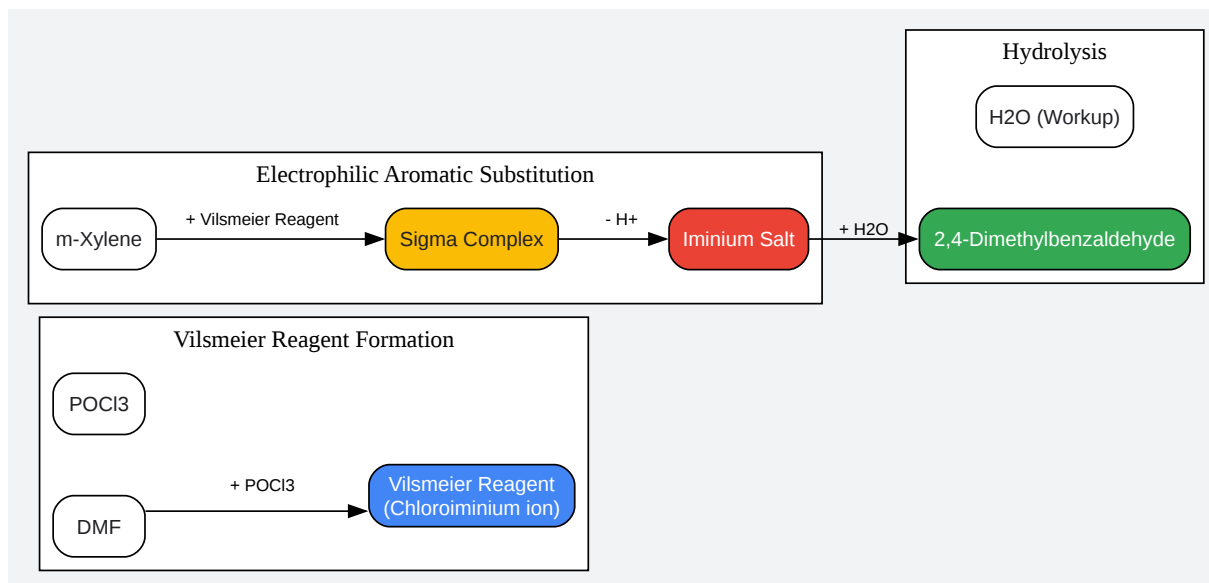 Hydrolysis
H2O (Workup)
Electrophilic Aromatic Substitution
m-Xylene
+ Vilsmeier Reagent
Sigma Complex
- H+
Iminium Salt
+ H2O
2,4-Dimethylbenzaldehyde
Vilsmeier Reagent Formation
POCl3
DMF
+ POCl3
Vilsmeier Reagent
(Chloroiminium ion)